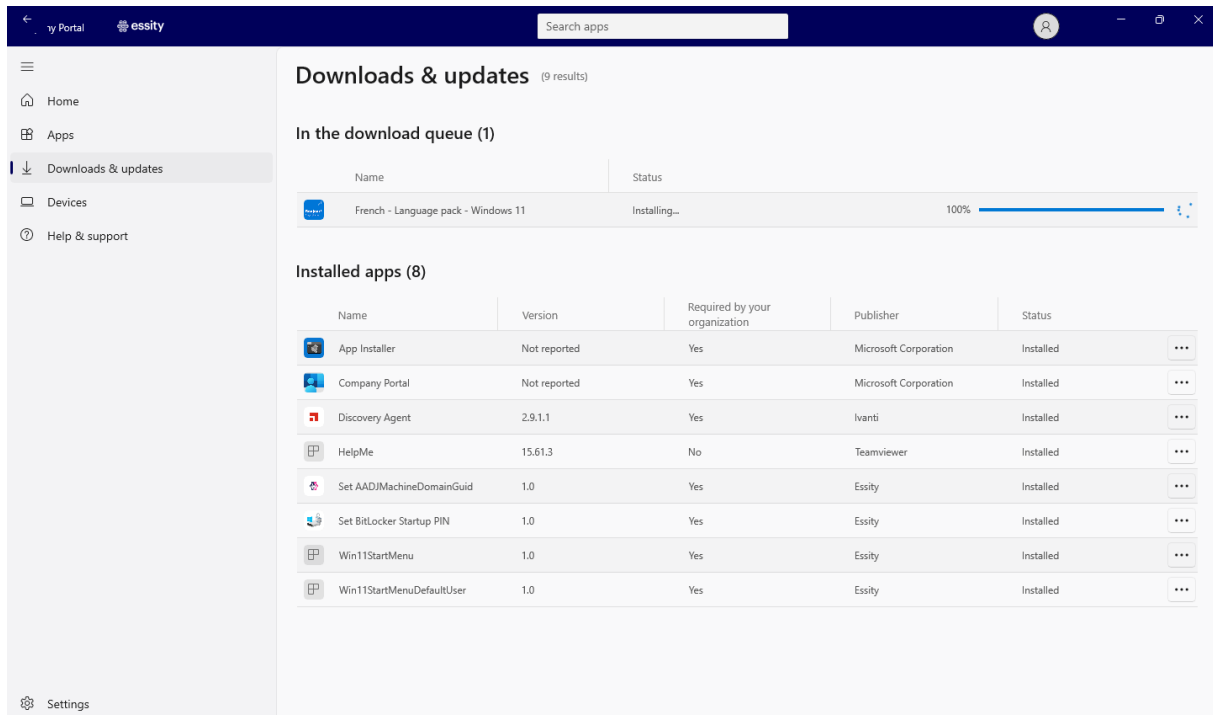 ny Portal
essity
Search apps
Home
Apps
Downloads & updates
Devices
Help & support
Settings
Downloads & updates (9 results)
In the download queue (1)
Name Status
French - Language pack - Windows 11 Installing... 100%
Installed apps (8)
Name Version Required by your organization Publisher Status
App Installer Not reported Yes Microsoft Corporation Installed
Company Portal Not reported Yes Microsoft Corporation Installed
Discovery Agent 2.9.1.1 Yes Ivanti Installed
HelpMe 15.61.3 No Teamviewer Installed
Set AADJMachineDomainGuid 1.0 Yes Essity Installed
Set BitLocker Startup PIN 1.0 Yes Essity Installed
Win11StartMenu 1.0 Yes Essity Installed
Win11StartMenuDefaultUser 1.0 Yes Essity Installed